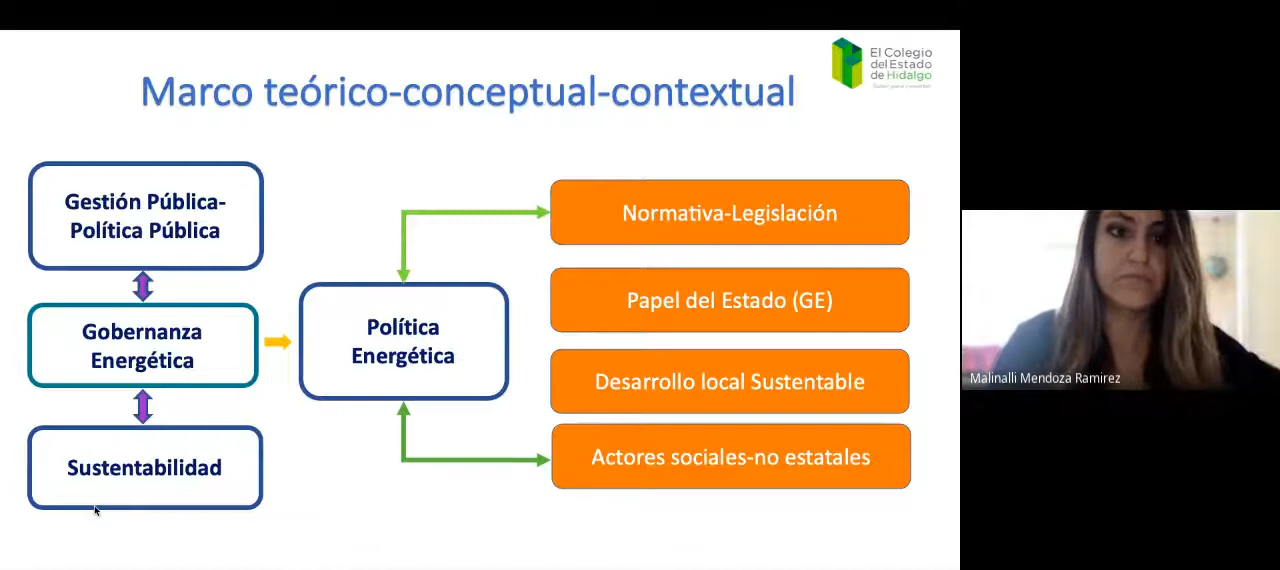 Marco teórico-conceptual-contextual
El Colegio
del Estado
de Hidalgo
Gestión Pública-
Política Pública
Gobernanza
Energética
Sustentabilidad
Política
Energética
Normativa-Legislación
Papel del Estado (GE)
Desarrollo local Sustentable
Actores sociales-no estatales
Malinalli Mendoza Ramirez